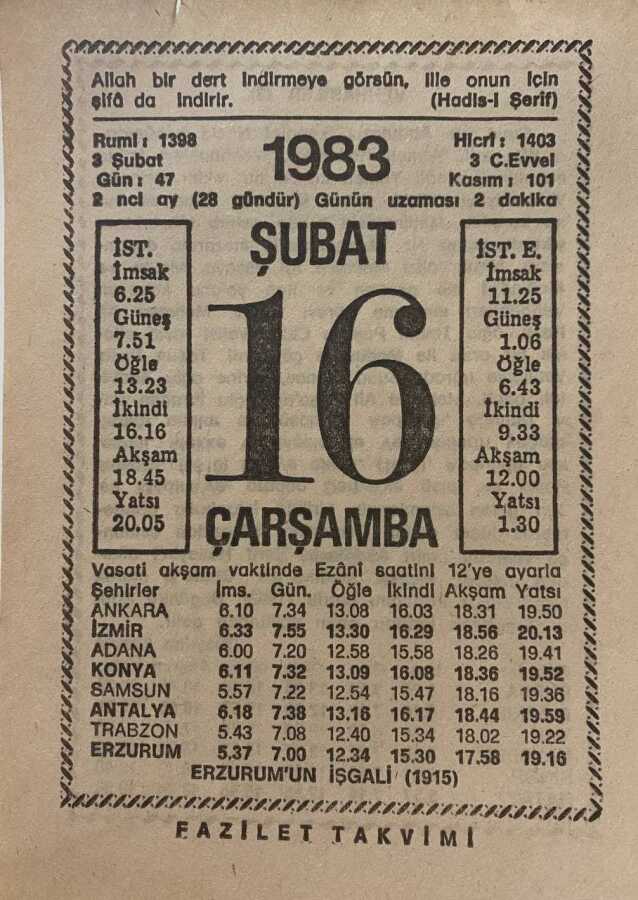 Allah bir dert indirmeye görsün, ille onun için
şifâ da indirir. (Hadis-i Şerif)
Rumi: 1398 1983 Hicrî: 1403
3 Şubat 3 C.Evvel
Gün: 47 Kasım: 101
2 nci ay (28 gündür) Günün uzaması 2 dakika
ŞUBAT
16
ÇARŞAMBA
İST.
İmsak
6.25
Güneş
7.51
Öğle
13.23
İkindi
16.16
Akşam
18.45
Yatsı
20.05
İST. E.
İmsak
11.25
Güneş
1.06
Öğle
6.43
İkindi
9.33
Akşam
12.00
Yatsı
1.30
Vasati akşam vaktinde Ezânî saatini 12'ye ayarla
Şehirler İms. Gün. Öğle İkindi Akşam Yatsı
ANKARA 6.10 7.34 13.08 16.03 18.31 19.50
İZMİR 6.33 7.55 13.30 16.29 18.56 20.13
ADANA 6.00 7.20 12.58 15.58 18.26 19.41
KONYA 6.11 7.32 13.09 16.08 18.36 19.52
SAMSUN 5.57 7.22 12.54 15.47 18.16 19.36
ANTALYA 6.18 7.38 13.16 16.17 18.44 19.59
TRABZON 5.43 7.08 12.40 15.34 18.02 19.22
ERZURUM 5.37 7.00 12.34 15.30 17.58 19.16
ERZURUM'UN İŞGALİ (1915)
FAZİLET TAKVİMİ